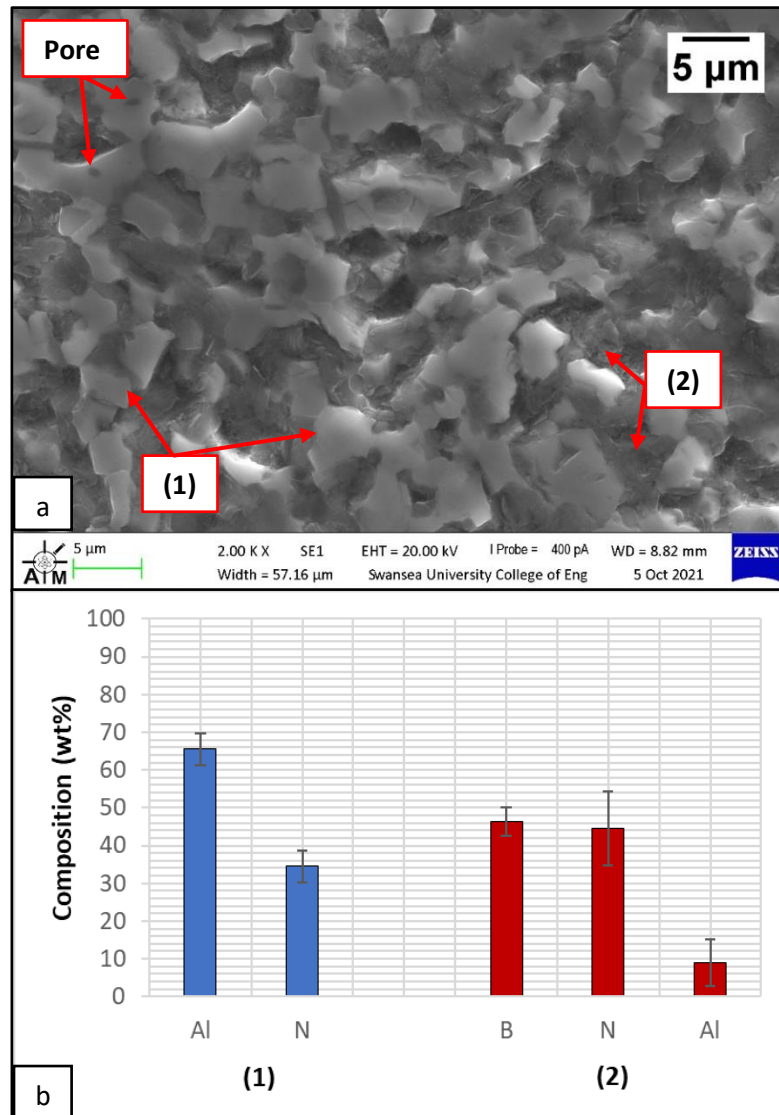 Pore
5 µm
(2)
(1)
a
A M
5 µm
2.00 K X SE1 EHT = 20.00 kV I Probe = 400 pA WD = 8.82 mm
ZEISS
Width = 57.16 µm Swansea University College of Eng 5 Oct 2021
Composition (wt%)
100
90
80
70
60
50
40
30
20
10
0
Al N B N Al
(1) (2)
b